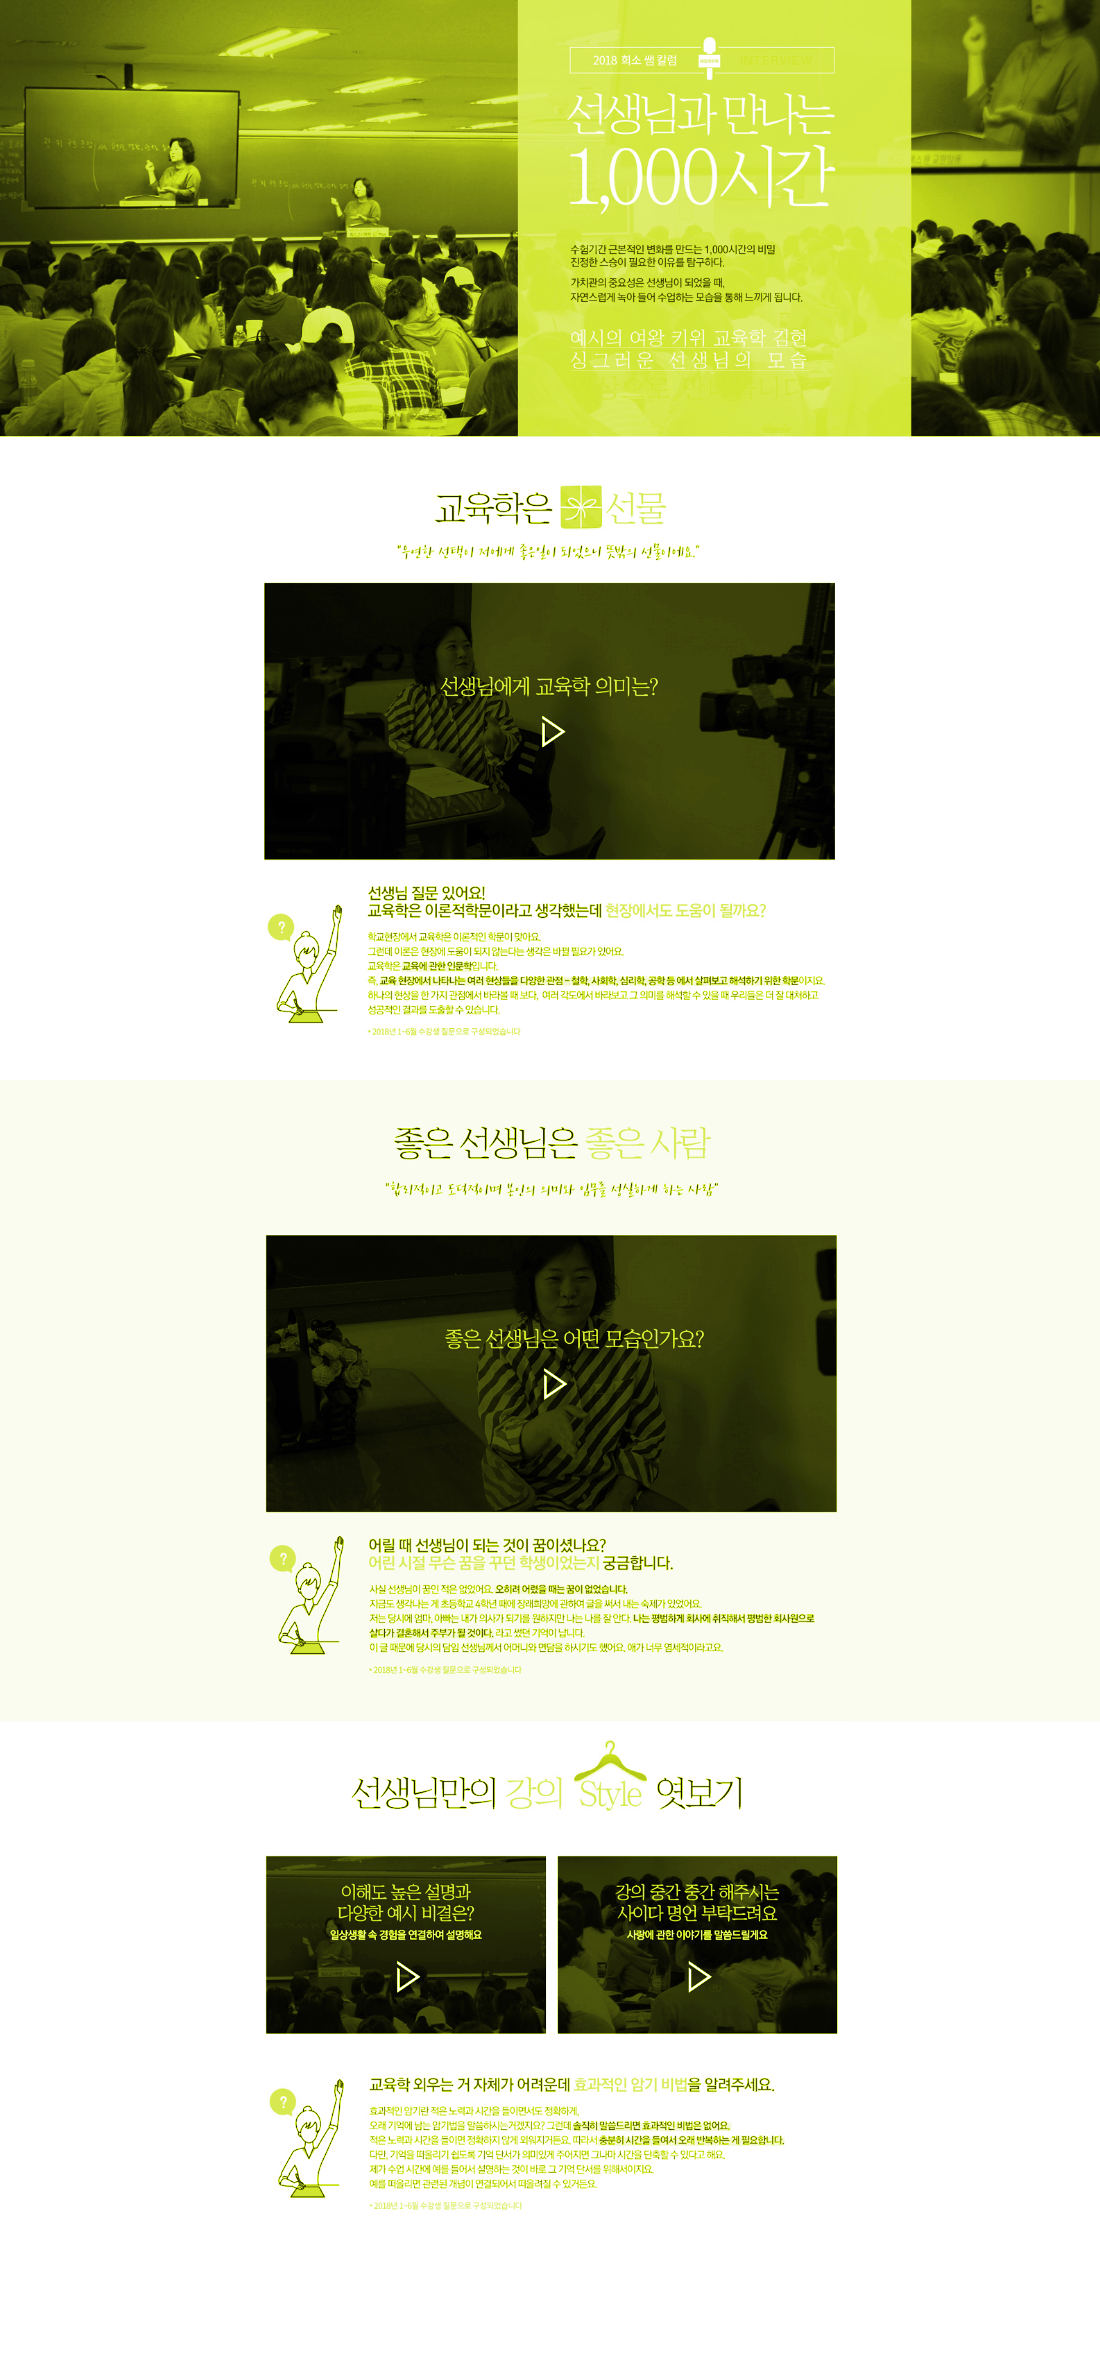 2018 희소 쌤 칼럼
INTERVIEW
선생님과 만나는
1,000시간
수험기간 근본적인 변화를 만드는 1,000시간의 비밀
진정한 스승이 필요한 이유를 탐구하다.
가치관의 중요성은 선생님이 되었을 때,
자연스럽게 녹아 들어 수업하는 모습을 통해 느끼게 됩니다.
예시의 여왕 키위 교육학 김현
싱그러운 선생님의 모습
교육학은 선물
"우연한 선택이 저에게 좋은일이 되었으니 뜻밖의 선물이에요."
선생님에게 교육학 의미는?
선생님 질문 있어요!
교육학은 이론적학문이라고 생각했는데 현장에서도 도움이 될까요?
?
학교현장에서 교육학은 이론적인 학문이 맞아요.
그런데 이론은 현장에 도움이 되지 않는다는 생각은 바뀔 필요가 있어요.
교육학은 교육에 관한 인문학입니다.
즉, 교육 현장에서 나타나는 여러 현상들을 다양한 관점 - 철학, 사회학, 심리학, 공학 등 에서 살펴보고 해석하기 위한 학문이지요.
하나의 현상을 한 가지 관점에서 바라볼 때 보다, 여러 각도에서 바라보고 그 의미를 해석할 수 있을 때 우리들은 더 잘 대처하고
성공적인 결과를 도출할 수 있습니다.
* 2018년 1~6월 수강생 질문으로 구성되었습니다
좋은 선생님은 좋은 사람
"합리적이고 도덕적이며 본인의 의미와 임무를 성실하게 하는 사람"
좋은 선생님은 어떤 모습인가요?
어릴 때 선생님이 되는 것이 꿈이셨나요?
어린 시절 무슨 꿈을 꾸던 학생이었는지 궁금합니다.
?
사실 선생님이 꿈인 적은 없었어요. 오히려 어렸을 때는 꿈이 없었습니다.
지금도 생각나는 게 초등학교 4학년 때에 장래희망에 관하여 글을 써서 내는 숙제가 있었어요.
저는 당시에 엄마, 아빠는 내가 의사가 되기를 원하지만 나는 나를 잘 안다. 나는 평범하게 회사에 취직해서 평범한 회사원으로
살다가 결혼해서 주부가 될 것이다. 라고 썼던 기억이 납니다.
이 글 때문에 당시의 담임 선생님께서 어머니와 면담을 하시기도 했어요. 애가 너무 염세적이라고요.
* 2018년 1~6월 수강생 질문으로 구성되었습니다
선생님만의 강의 Style 엿보기
이해도 높은 설명과
다양한 예시 비결은?
일상생활 속 경험을 연결하여 설명해요
강의 중간 중간 해주시는
사이다 명언 부탁드려요
사랑에 관한 이야기를 말씀드릴게요
교육학 외우는 거 자체가 어려운데 효과적인 암기 비법을 알려주세요.
?
효과적인 암기란 적은 노력과 시간을 들이면서도 정확하게,
오래 기억에 남는 암기법을 말씀하시는거겠지요? 그런데 솔직히 말씀드리면 효과적인 비법은 없어요.
적은 노력과 시간을 들이면 정확하지 않게 외워지거든요. 따라서 충분히 시간을 들여서 오래 반복하는 게 필요합니다.
다만, 기억을 떠올리기 쉽도록 기억 단서가 의미있게 주어지면 그나마 시간을 단축할 수 있다고 해요.
제가 수업 시간에 예를 들어서 설명하는 것이 바로 그 기억 단서를 위해서이지요.
예를 떠올리면 관련된 개념이 연결되어서 떠올려질 수 있거든요.
* 2018년 1~6월 수강생 질문으로 구성되었습니다